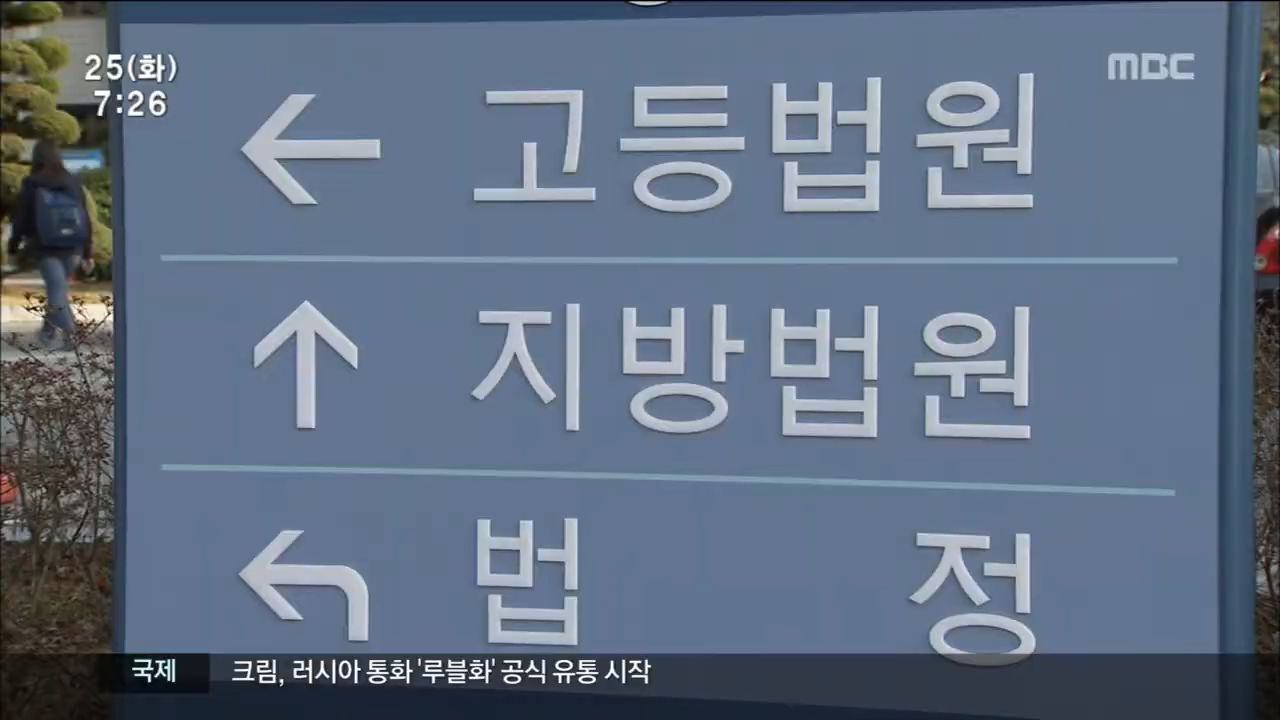 25(화)
7:26
MBC
← 고등법원
↑ 지방법원
법 정
국제 크림, 러시아 통화 '루블화' 공식 유통 시작